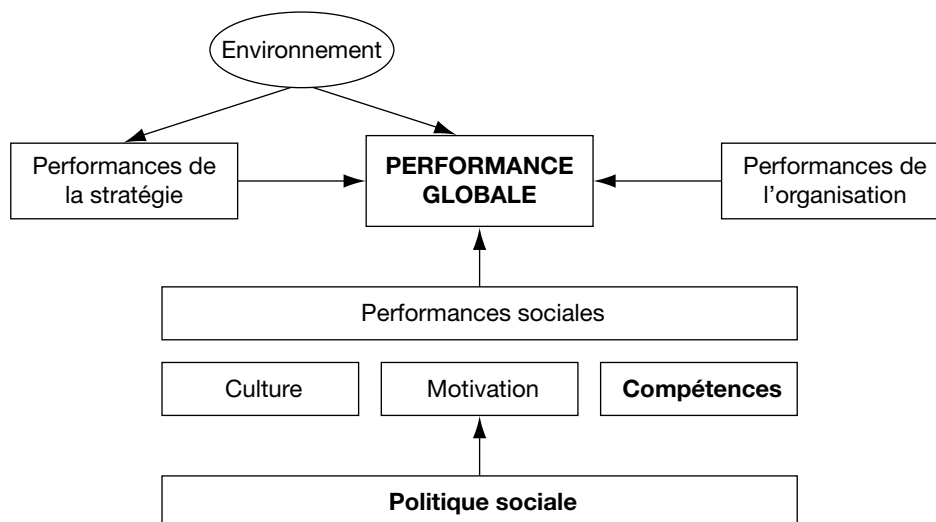 Environnement
Performances de
la stratégie
PERFORMANCE
GLOBALE
Performances de
l'organisation
Performances sociales
Culture
Motivation
Compétences
Politique sociale